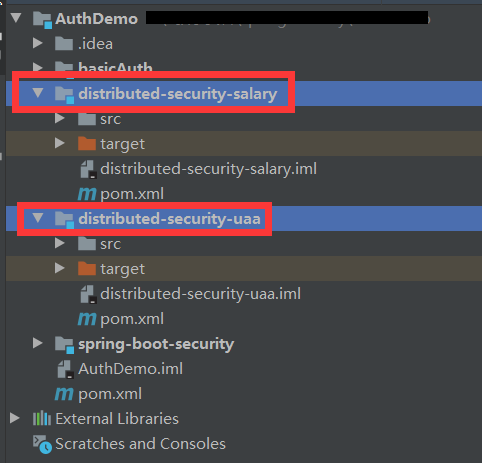 AuthDemo
.idea
basicAuth
distributed-security-salary
src
target
distributed-security-salary.iml
pom.xml
distributed-security-uaa
src
target
distributed-security-uaa.iml
pom.xml
spring-boot-security
AuthDemo.iml
pom.xml
External Libraries
Scratches and Consoles